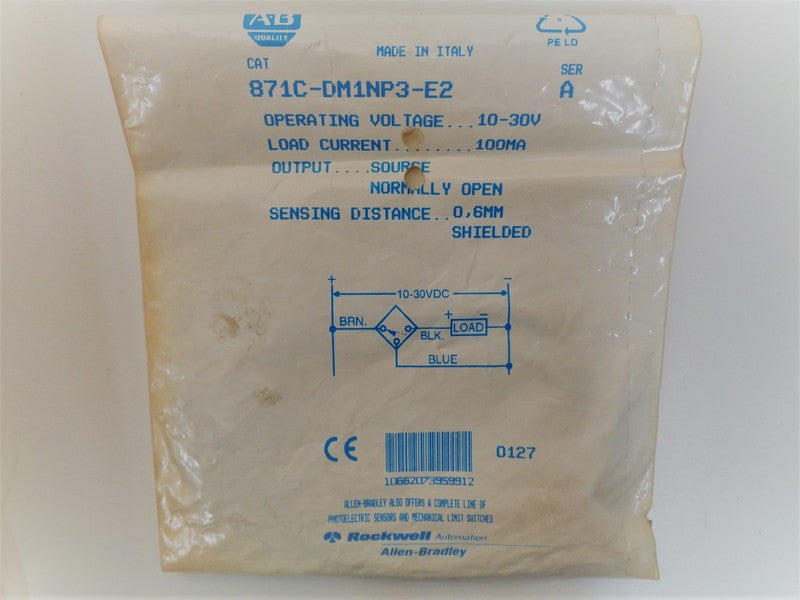 AB
QUALITY
MADE IN ITALY
PE LD
CAT
SER
871C-DM1NP3-E2
A
OPERATING VOLTAGE...10-30V
LOAD CURRENT........100MA
OUTPUT....SOURCE
NORMALLY OPEN
SENSING DISTANCE..0,6MM
SHIELDED
+ −
10-30VDC
BRN.
+ −
LOAD
BLK.
BLUE
CE
0127
10662073959912
ALLEN-BRADLEY ALSO OFFERS A COMPLETE LINE OF
PHOTOELECTRIC SENSORS AND MECHANICAL LIMIT SWITCHES
Rockwell Automation
Allen-Bradley